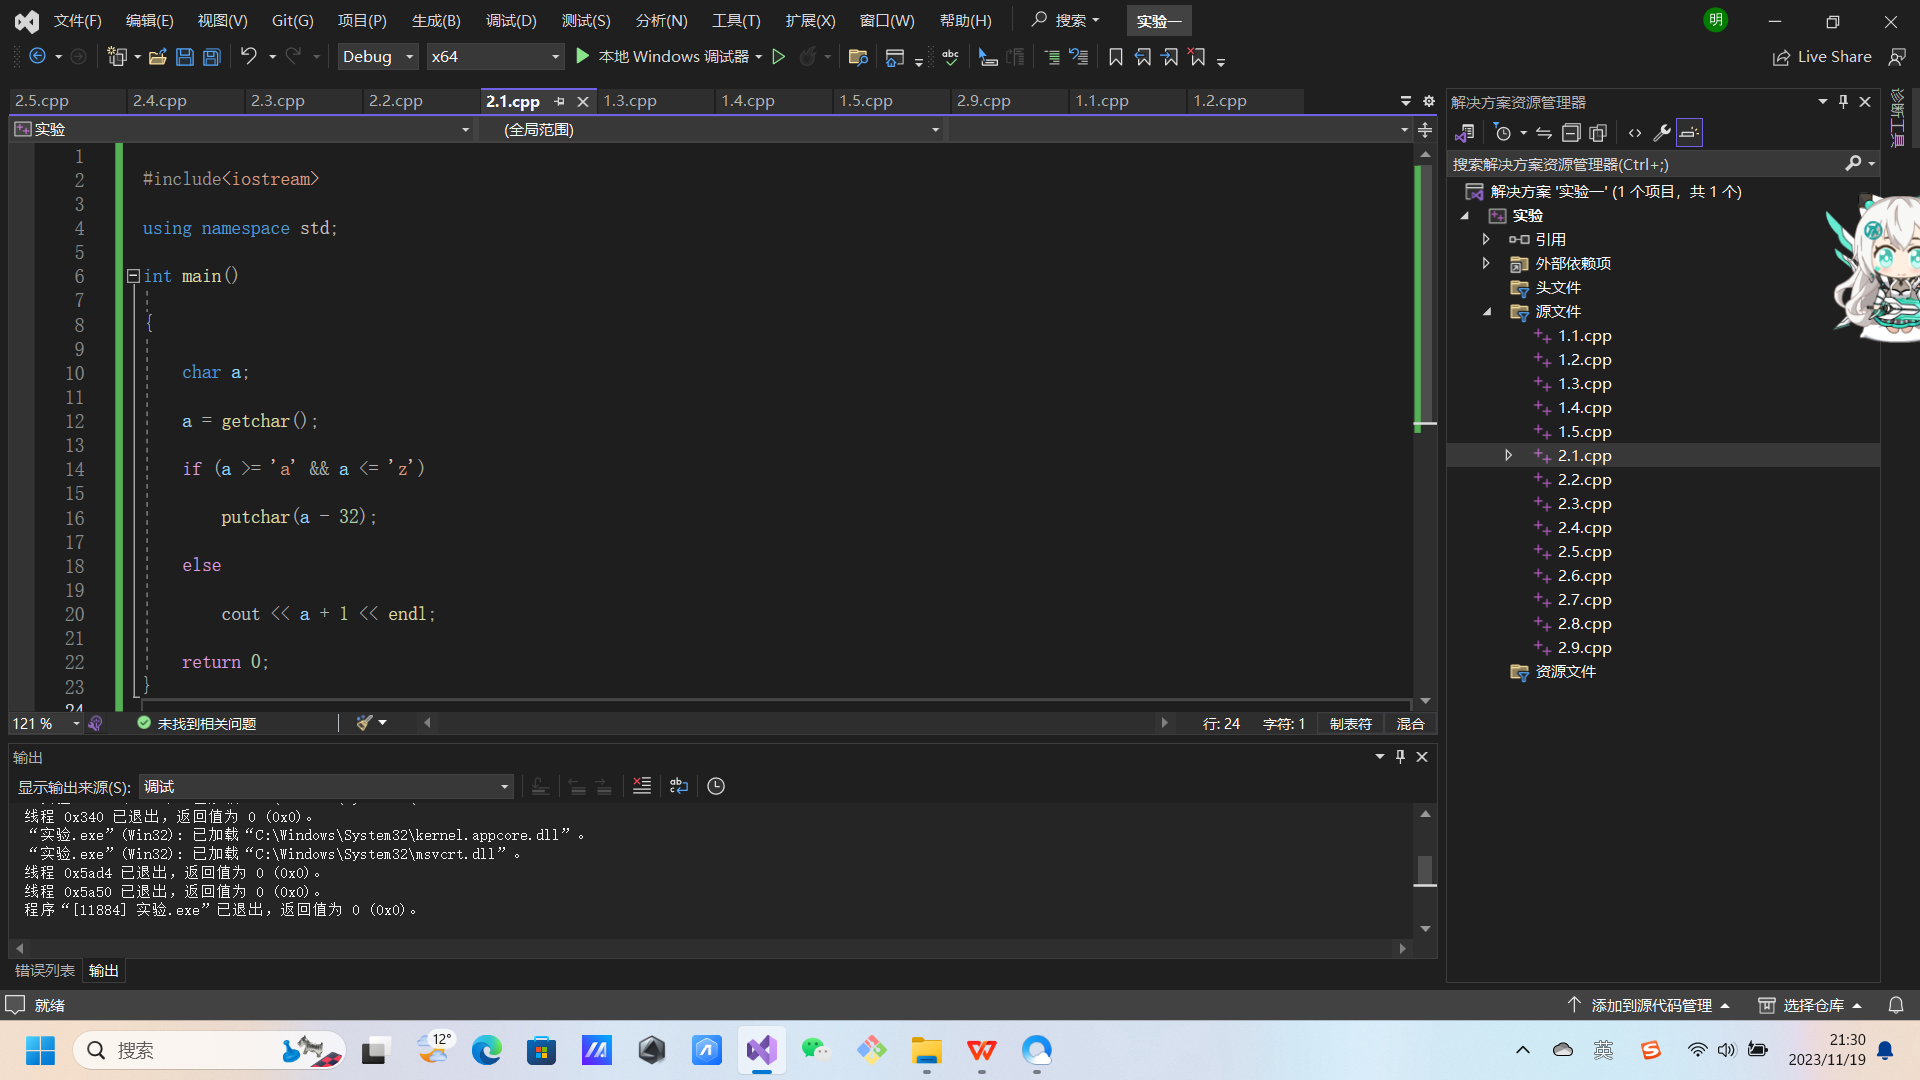 文件(F) 编辑(E) 视图(V) Git(G) 项目(P) 生成(B) 调试(D) 测试(S) 分析(N) 工具(T) 扩展(X) 窗口(W) 帮助(H) 搜索 实验一 明
Debug x64 本地 Windows 调试器 abc Live Share
2.5.cpp 2.4.cpp 2.3.cpp 2.2.cpp 2.1.cpp 1.3.cpp 1.4.cpp 1.5.cpp 2.9.cpp 1.1.cpp 1.2.cpp
实验 (全局范围)
1
2 #include<iostream>
3
4 using namespace std;
5
6 int main()
7
8 {
9
10 char a;
11
12 a = getchar();
13
14 if (a >= 'a' && a <= 'z')
15
16 putchar(a - 32);
17
18 else
19
20 cout << a + 1 << endl;
21
22 return 0;
23 }
24
121 % 未找到相关问题 行: 24 字符: 1 制表符 混合
输出
显示输出来源(S): 调试
线程 0x340 已退出，返回值为 0 (0x0)。
“实验.exe”(Win32): 已加载“C:\Windows\System32\kernel.appcore.dll”。
“实验.exe”(Win32): 已加载“C:\Windows\System32\msvcrt.dll”。
线程 0x5ad4 已退出，返回值为 0 (0x0)。
线程 0x5a50 已退出，返回值为 0 (0x0)。
程序“[11884] 实验.exe”已退出，返回值为 0 (0x0)。
错误列表 输出
解决方案资源管理器
搜索解决方案资源管理器(Ctrl+;)
解决方案 '实验一' (1 个项目，共 1 个)
实验
引用
外部依赖项
头文件
源文件
1.1.cpp
1.2.cpp
1.3.cpp
1.4.cpp
1.5.cpp
2.1.cpp
2.2.cpp
2.3.cpp
2.4.cpp
2.5.cpp
2.6.cpp
2.7.cpp
2.8.cpp
2.9.cpp
资源文件
诊断工具
就绪 添加到源代码管理 选择仓库
搜索 12° 英 21:30
2023/11/19